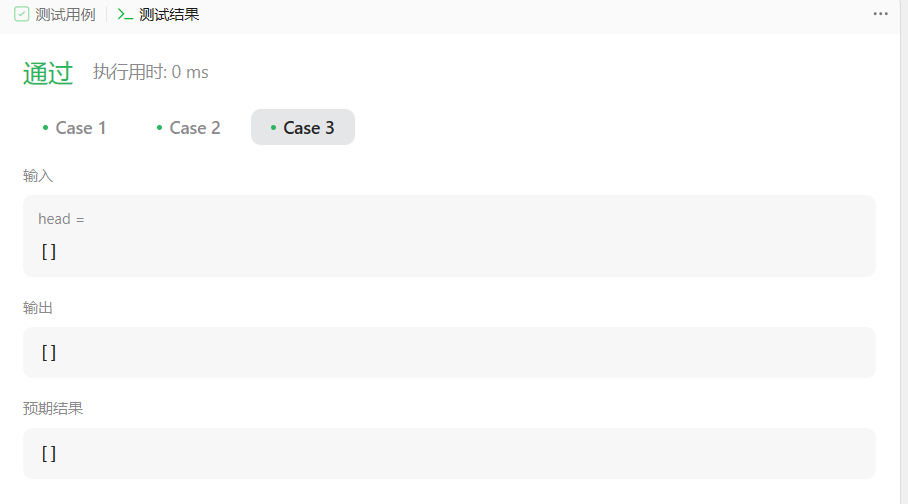 测试用例 >_ 测试结果 ···
通过 执行用时: 0 ms
• Case 1 • Case 2 • Case 3
输入
head =
[]
输出
[]
预期结果
[]